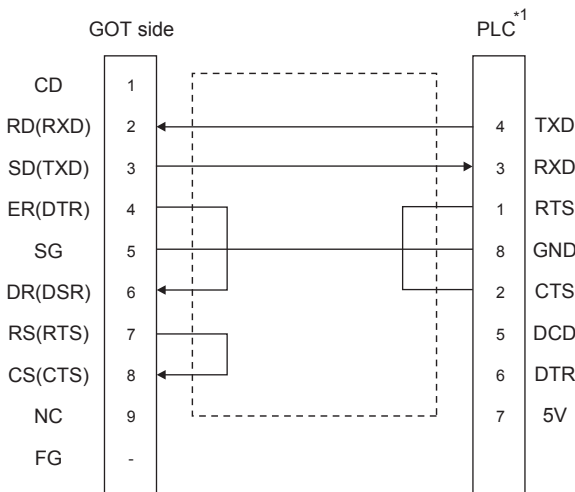 GOT side PLC*1
CD 1
RD(RXD) 2 4 TXD
SD(TXD) 3 3 RXD
ER(DTR) 4 1 RTS
SG 5 8 GND
DR(DSR) 6 2 CTS
RS(RTS) 7 5 DCD
CS(CTS) 8 6 DTR
NC 9 7 5V
FG -